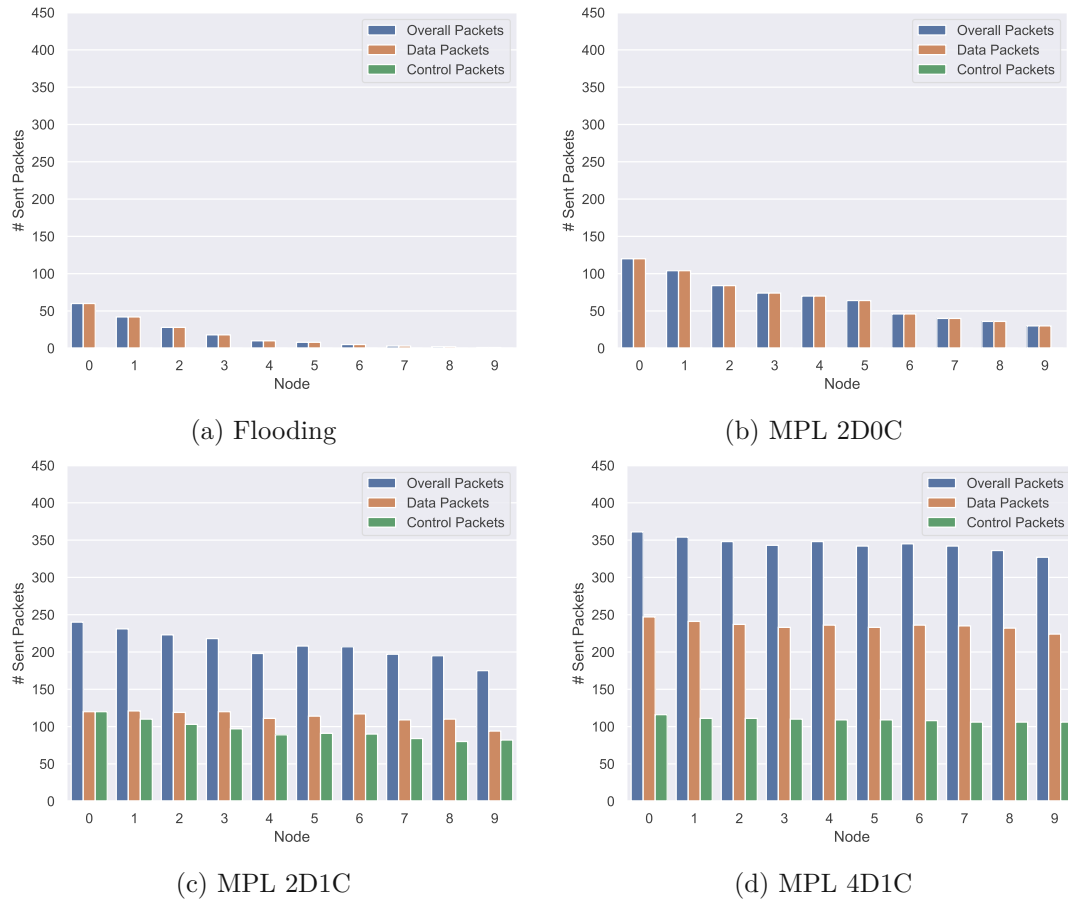 450
400
350
300
250
200
150
100
50
0
# Sent Packets
Overall Packets
Data Packets
Control Packets
0 1 2 3 4 5 6 7 8 9
Node
(a) Flooding
450
400
350
300
250
200
150
100
50
0
# Sent Packets
Overall Packets
Data Packets
Control Packets
0 1 2 3 4 5 6 7 8 9
Node
(b) MPL 2D0C
450
400
350
300
250
200
150
100
50
0
# Sent Packets
Overall Packets
Data Packets
Control Packets
0 1 2 3 4 5 6 7 8 9
Node
(c) MPL 2D1C
450
400
350
300
250
200
150
100
50
0
# Sent Packets
Overall Packets
Data Packets
Control Packets
0 1 2 3 4 5 6 7 8 9
Node
(d) MPL 4D1C